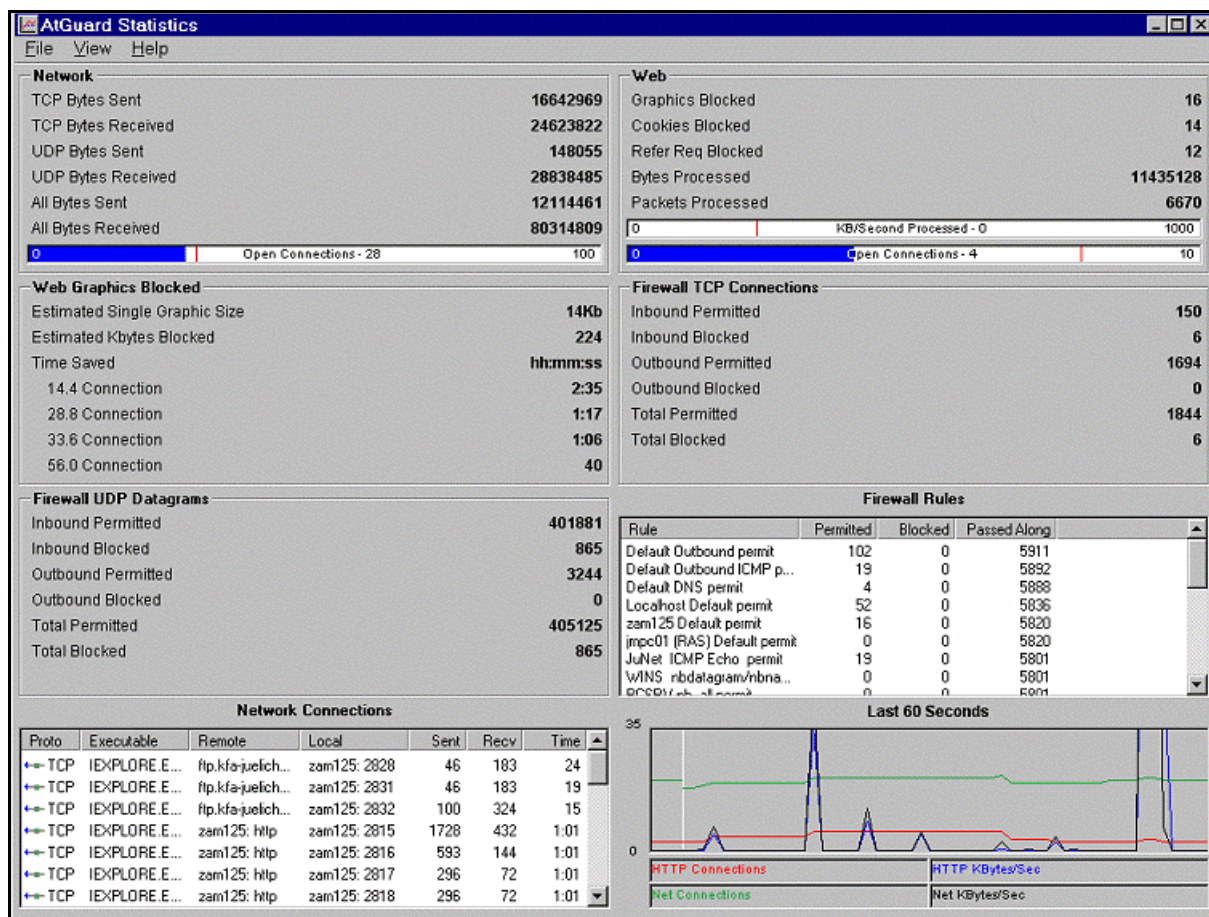 AtGuard Statistics
File View Help
Network
TCP Bytes Sent 16642969
TCP Bytes Received 24623822
UDP Bytes Sent 148055
UDP Bytes Received 28838485
All Bytes Sent 12114461
All Bytes Received 80314809
0 Open Connections - 28 100
Web
Graphics Blocked 16
Cookies Blocked 14
Refer Req Blocked 12
Bytes Processed 11435128
Packets Processed 6670
0 KB/Second Processed - 0 1000
0 Open Connections - 4 10
Web Graphics Blocked
Estimated Single Graphic Size 14Kb
Estimated Kbytes Blocked 224
Time Saved hh:mm:ss
14.4 Connection 2:35
28.8 Connection 1:17
33.6 Connection 1:06
56.0 Connection 40
Firewall TCP Connections
Inbound Permitted 150
Inbound Blocked 6
Outbound Permitted 1694
Outbound Blocked 0
Total Permitted 1844
Total Blocked 6
Firewall UDP Datagrams
Inbound Permitted 401881
Inbound Blocked 865
Outbound Permitted 3244
Outbound Blocked 0
Total Permitted 405125
Total Blocked 865
Firewall Rules
Rule Permitted Blocked Passed Along
Default Outbound permit 102 0 5911
Default Outbound ICMP p... 19 0 5892
Default DNS permit 4 0 5888
Localhost Default permit 52 0 5836
zam125 Default permit 16 0 5820
jmpc01 (RAS) Default permit 0 0 5820
JuNet ICMP Echo permit 19 0 5801
WINS nbdatagram/nbna... 0 0 5801
0 0 5801
Network Connections
Proto Executable Remote Local Sent Recv Time
TCP IEXPLORE.E... ftp.kfa-juelich... zam125: 2828 46 183 24
TCP IEXPLORE.E... ftp.kfa-juelich... zam125: 2831 46 183 19
TCP IEXPLORE.E... ftp.kfa-juelich... zam125: 2832 100 324 15
TCP IEXPLORE.E... zam125: http zam125: 2815 1728 432 1:01
TCP IEXPLORE.E... zam125: http zam125: 2816 593 144 1:01
TCP IEXPLORE.E... zam125: http zam125: 2817 296 72 1:01
TCP IEXPLORE.E... zam125: http zam125: 2818 296 72 1:01
Last 60 Seconds
35
0
HTTP Connections HTTP KBytes/Sec
Net Connections Net KBytes/Sec